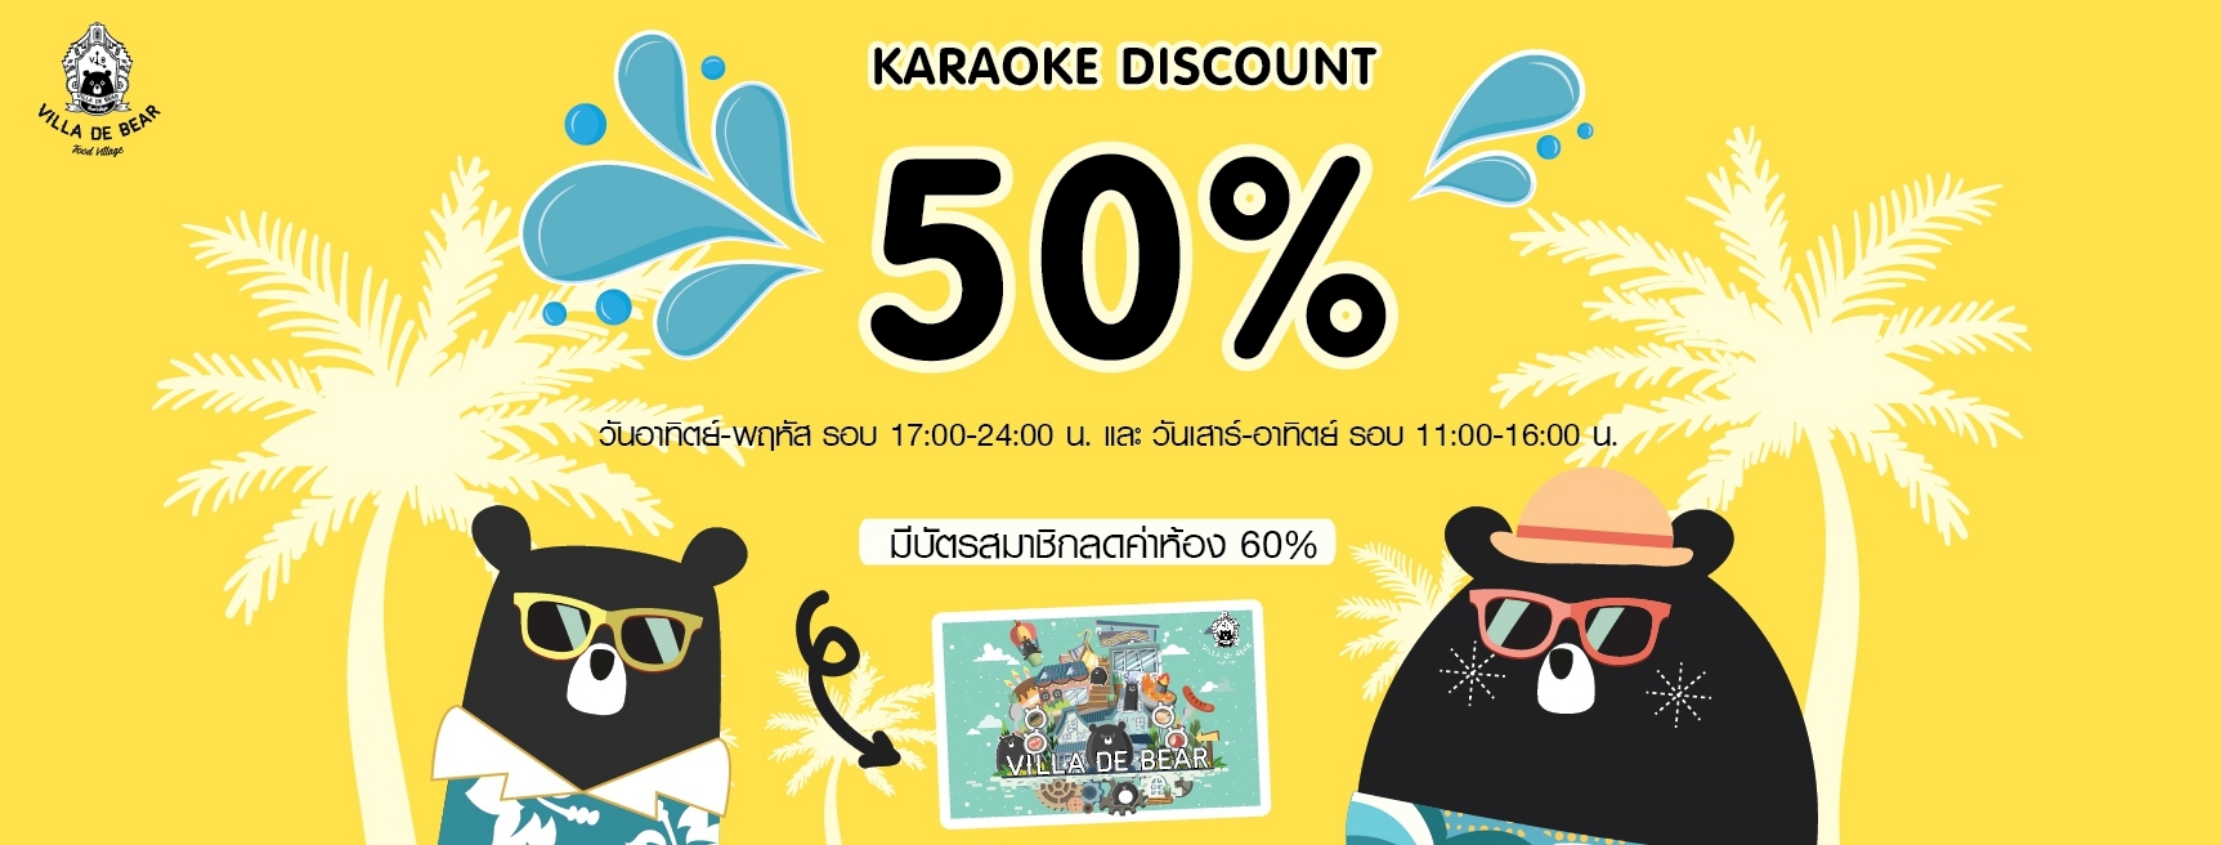 VILLA DE BEAR
Food Village
KARAOKE DISCOUNT
50%
วันอาทิตย์-พฤหัส รอบ 17:00-24:00 น. และ วันเสาร์-อาทิตย์ รอบ 11:00-16:00 น.
มีบัตรสมาชิกลดค่าห้อง 60%
VILLA DE BEAR
VILLA DE BEAR